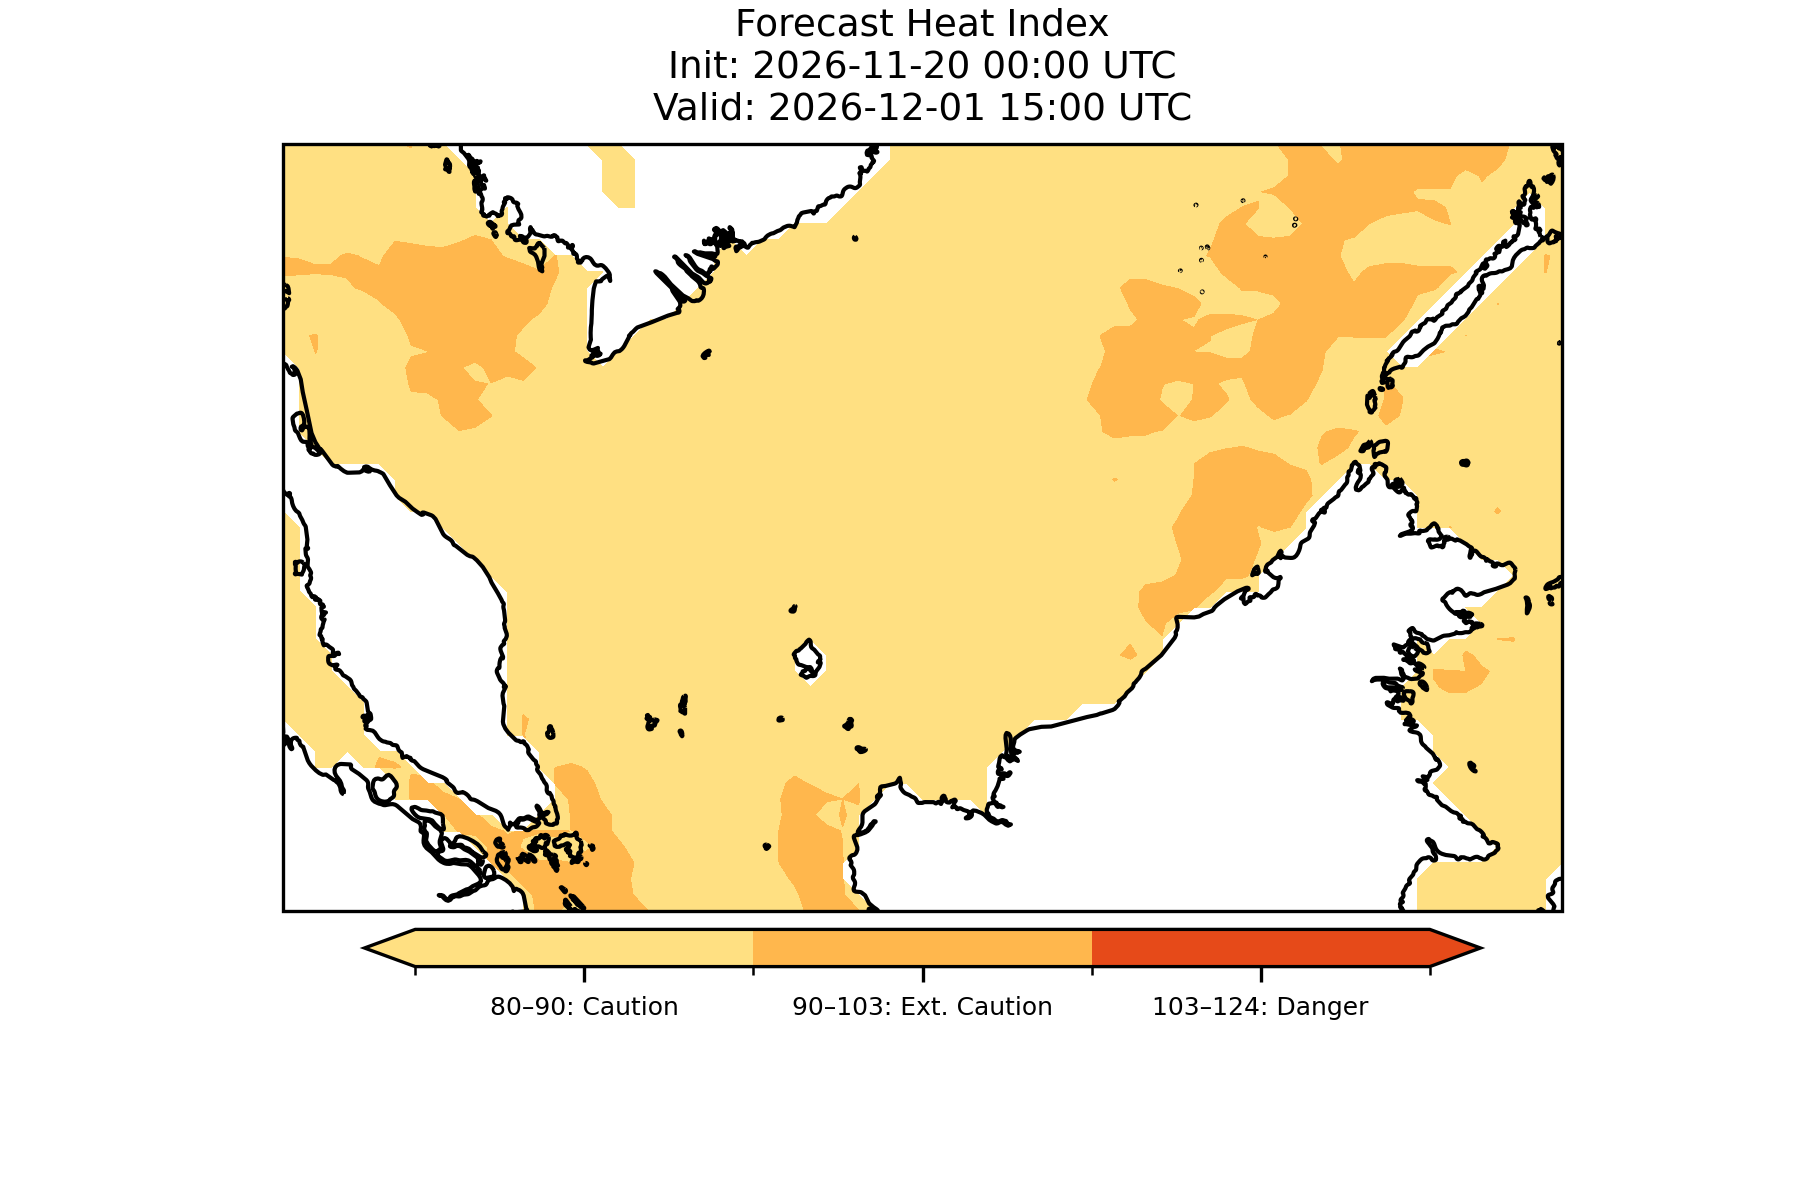 Forecast Heat Index
Init: 2026-11-20 00:00 UTC
Valid: 2026-12-01 15:00 UTC
80–90: Caution
90–103: Ext. Caution
103–124: Danger